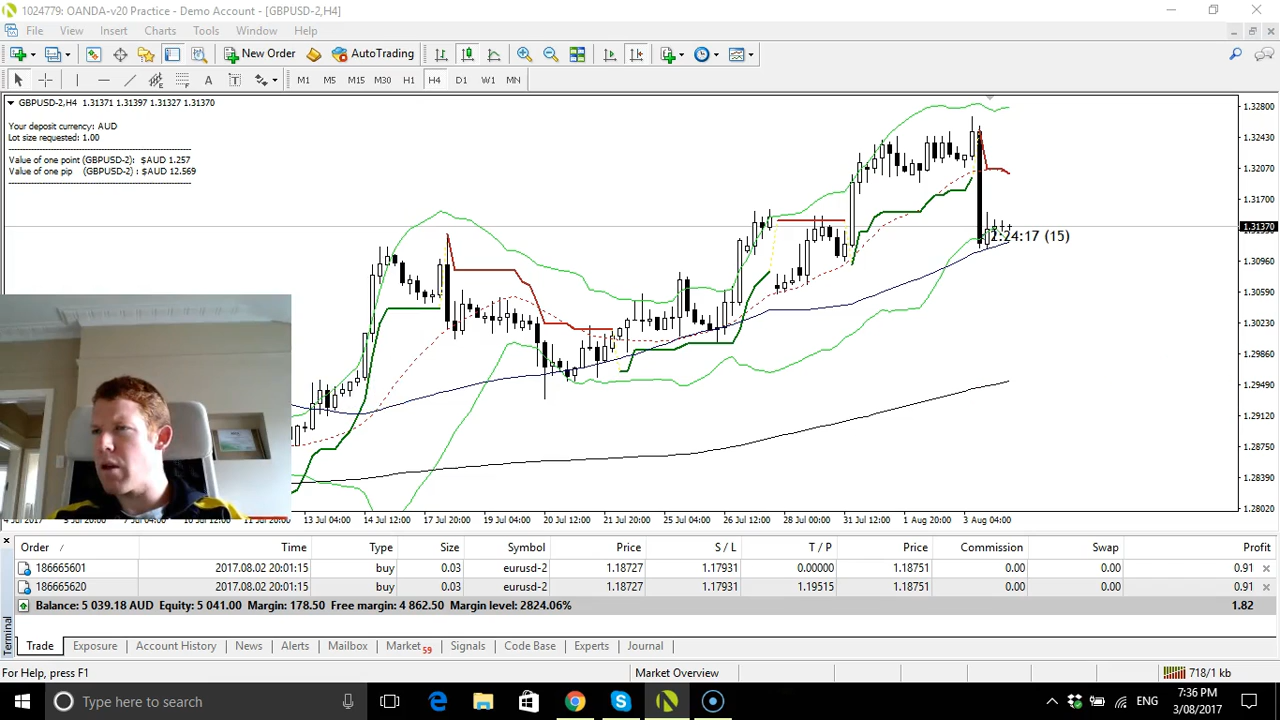 1024779: OANDA-v20 Practice - Demo Account - [GBPUSD-2,H4]
File View Insert Charts Tools Window Help
New Order AutoTrading
A T M1 M5 M15 M30 H1 H4 D1 W1 MN
GBPUSD-2,H4 1.31371 1.31397 1.31327 1.31370
Your deposit currency: AUD
Lot size requested: 1.00
Value of one point (GBPUSD-2): $AUD 1.257
Value of one pip (GBPUSD-2) : $AUD 12.569
1.32800
1.32430
1.32070
1.31700
1.31370
1.30960
1.30590
1.30230
1.29860
1.29490
1.29120
1.28750
1.28390
1.28020
2:24:17 (15)
13 Jul 04:00 14 Jul 12:00 17 Jul 20:00 19 Jul 04:00 20 Jul 12:00 21 Jul 20:00 25 Jul 04:00 26 Jul 12:00 28 Jul 00:00 31 Jul 12:00 1 Aug 20:00 3 Aug 04:00
Order / Time Type Size Symbol Price S / L T / P Price Commission Swap Profit
186665601 2017.08.02 20:01:15 buy 0.03 eurusd-2 1.18727 1.17931 0.00000 1.18751 0.00 0.00 0.91
186665620 2017.08.02 20:01:15 buy 0.03 eurusd-2 1.18727 1.17931 1.19515 1.18751 0.00 0.00 0.91
Balance: 5 039.18 AUD Equity: 5 041.00 Margin: 178.50 Free margin: 4 862.50 Margin level: 2824.06% 1.82
Terminal
Trade Exposure Account History News Alerts Mailbox Market 59 Signals Code Base Experts Journal
For Help, press F1 Market Overview 718/1 kb
Type here to search
ENG
7:36 PM
3/08/2017